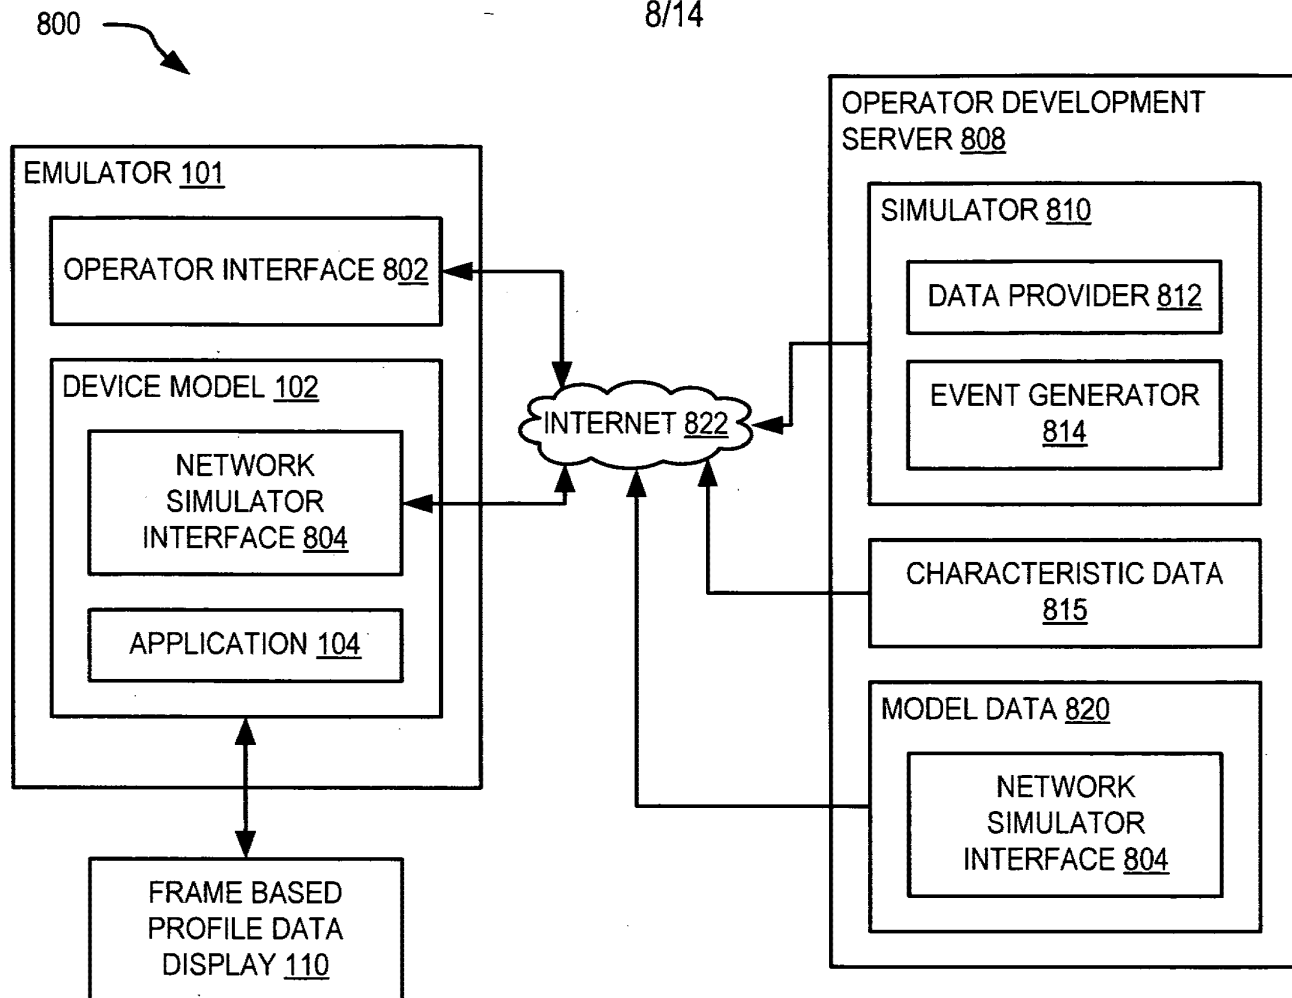 800
8/14
EMULATOR 101
OPERATOR INTERFACE 802
DEVICE MODEL 102
NETWORK
SIMULATOR
INTERFACE 804
APPLICATION 104
FRAME BASED
PROFILE DATA
DISPLAY 110
INTERNET 822
OPERATOR DEVELOPMENT
SERVER 808
SIMULATOR 810
DATA PROVIDER 812
EVENT GENERATOR
814
CHARACTERISTIC DATA
815
MODEL DATA 820
NETWORK
SIMULATOR
INTERFACE 804